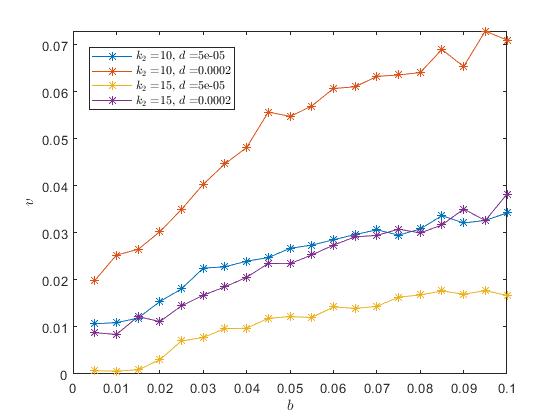 0.07
0.06
0.05
0.04
0.03
0.02
0.01
0
v
k₂ =10, d =5e-05
k₂ =10, d =0.0002
k₂ =15, d =5e-05
k₂ =15, d =0.0002
0 0.01 0.02 0.03 0.04 0.05 0.06 0.07 0.08 0.09 0.1
b